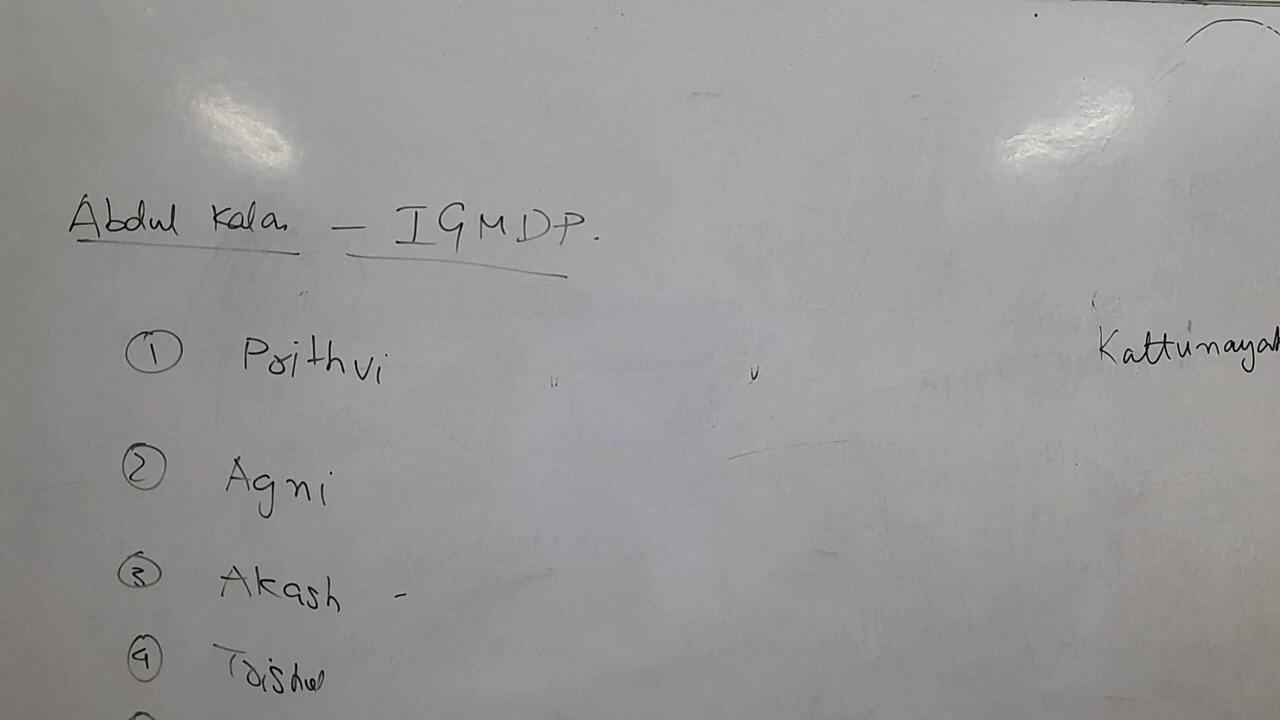 Abdul Kalam – IGMDP.
① Prithvi
Kattunayak
② Agni
③ Akash -
④ Trishul